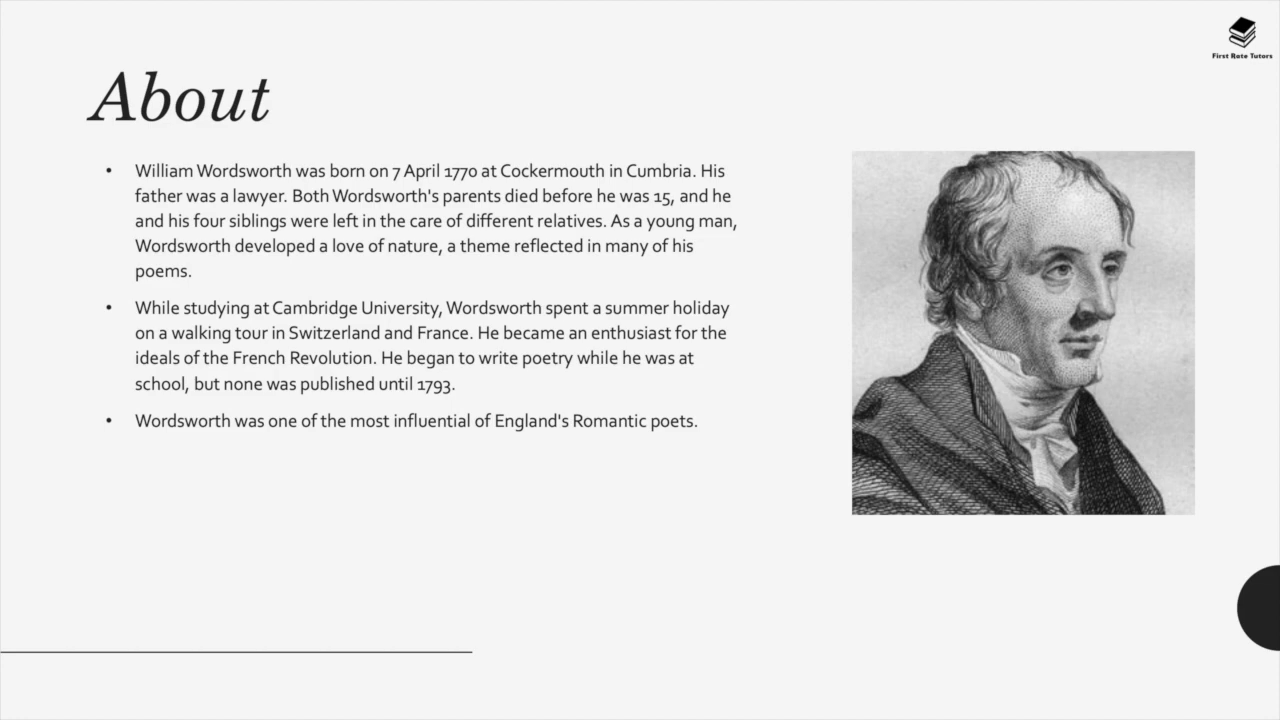 First Rate Tutors
About
• William Wordsworth was born on 7 April 1770 at Cockermouth in Cumbria. His
father was a lawyer. Both Wordsworth's parents died before he was 15, and he
and his four siblings were left in the care of different relatives. As a young man,
Wordsworth developed a love of nature, a theme reflected in many of his
poems.
• While studying at Cambridge University, Wordsworth spent a summer holiday
on a walking tour in Switzerland and France. He became an enthusiast for the
ideals of the French Revolution. He began to write poetry while he was at
school, but none was published until 1793.
• Wordsworth was one of the most influential of England's Romantic poets.